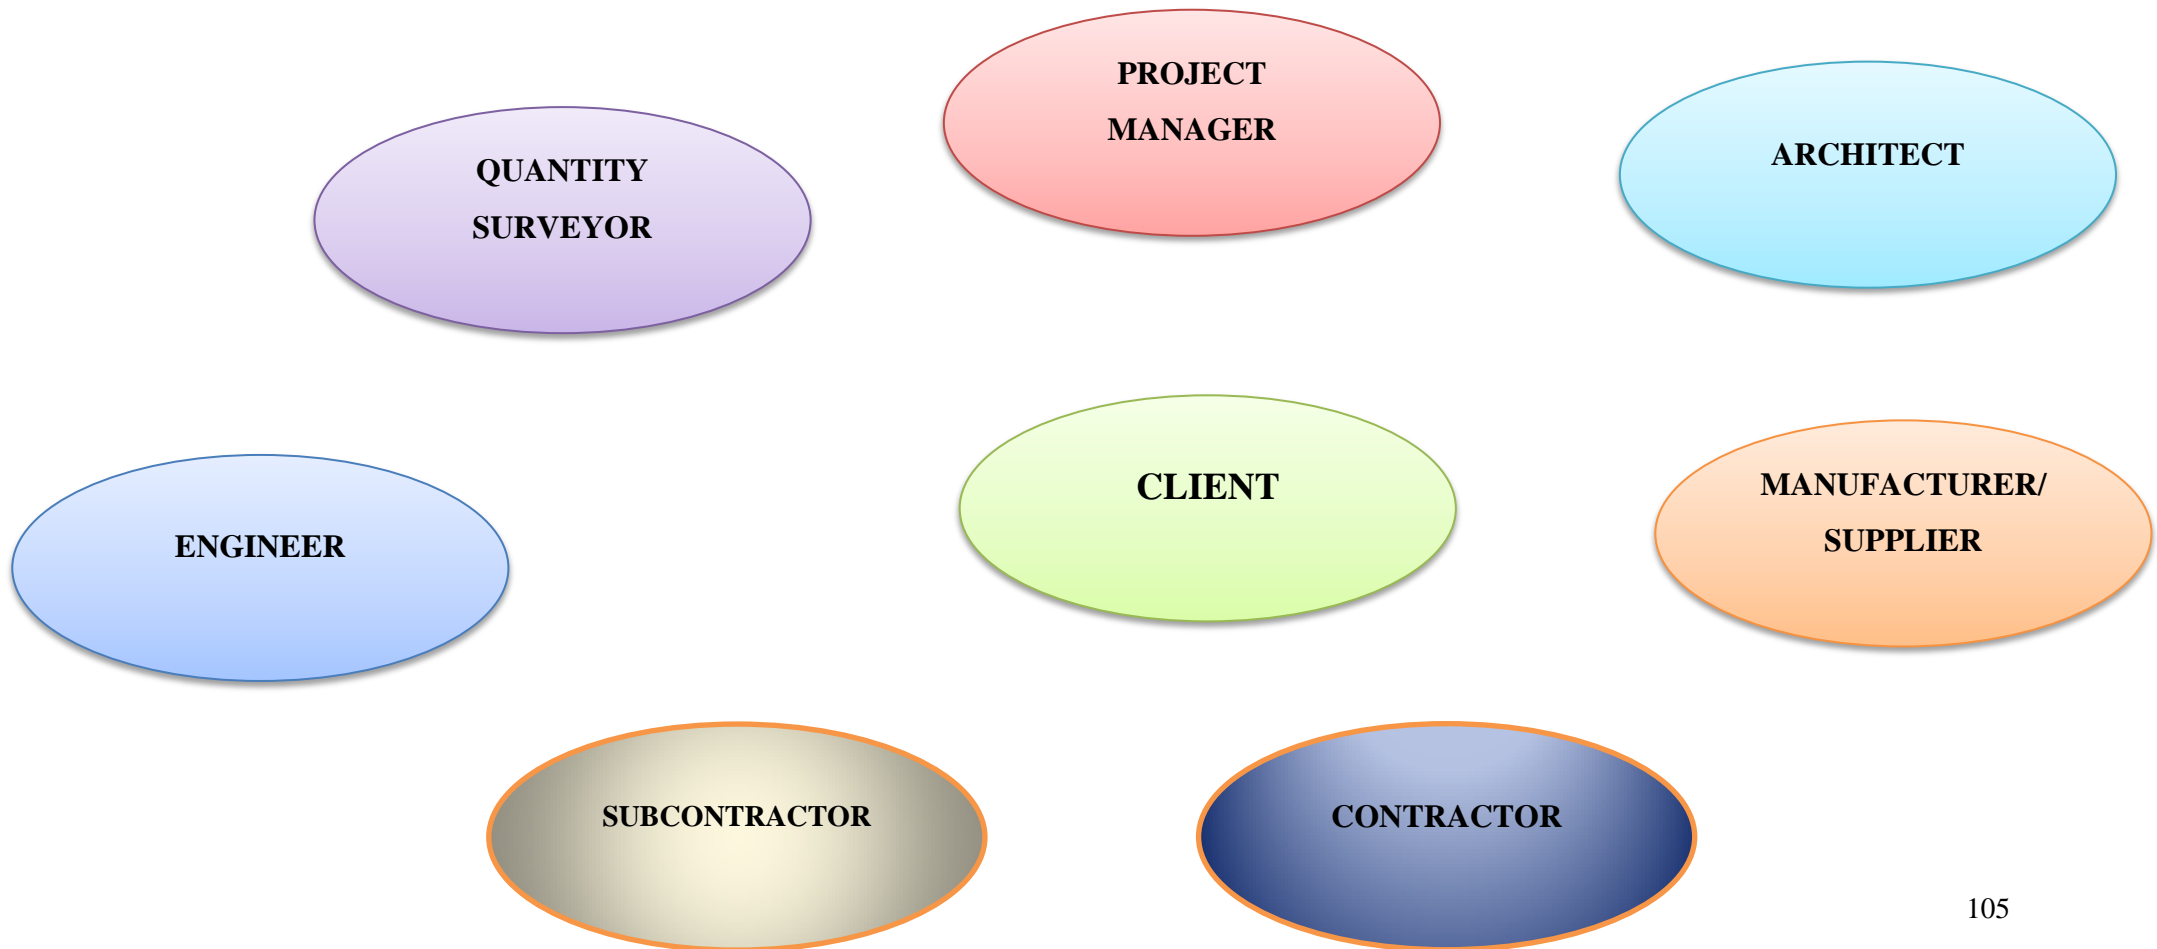 PROJECT
MANAGER
ARCHITECT
QUANTITY
SURVEYOR
CLIENT
MANUFACTURER/
SUPPLIER
ENGINEER
SUBCONTRACTOR
CONTRACTOR
105